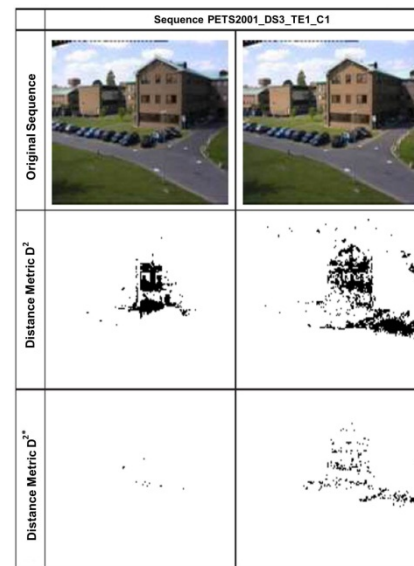 Sequence PETS2001_DS3_TE1_C1
Original Sequence
Distance Metric D²
Distance Metric D²*